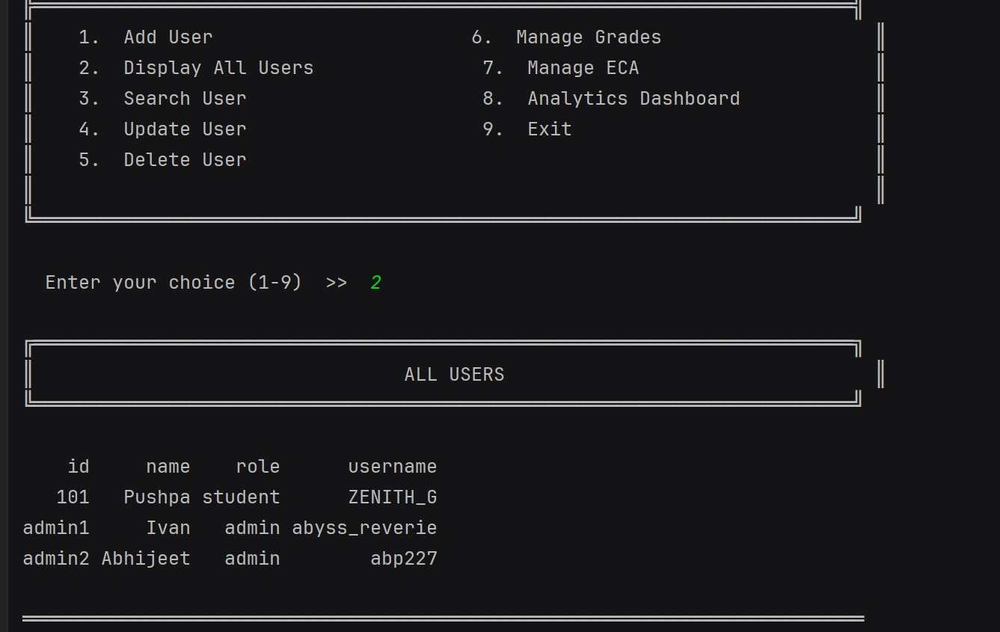 1. Add User 6. Manage Grades
2. Display All Users 7. Manage ECA
3. Search User 8. Analytics Dashboard
4. Update User 9. Exit
5. Delete User
Enter your choice (1-9) >> 2
ALL USERS
id name role username
101 Pushpa student ZENITH_G
admin1 Ivan admin abyss_reverie
admin2 Abhijeet admin abp227